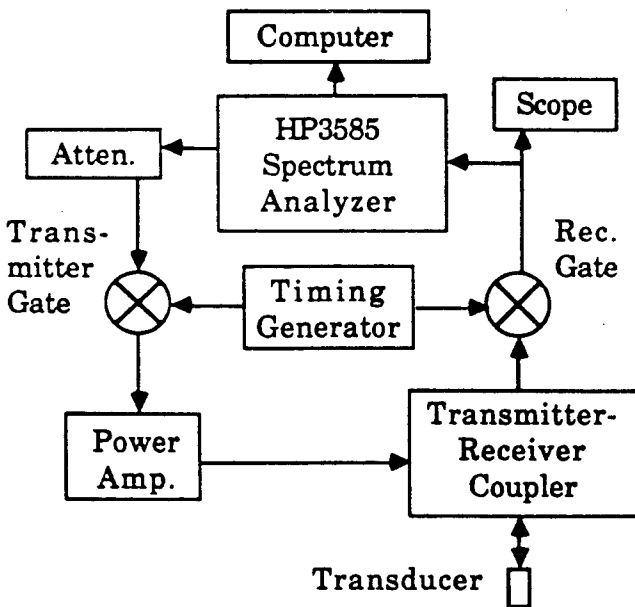 Computer
HP3585
Spectrum
Analyzer
Scope
Atten.
Trans-
mitter
Gate
Rec.
Gate
Timing
Generator
Power
Amp.
Transmitter-
Receiver
Coupler
Transducer